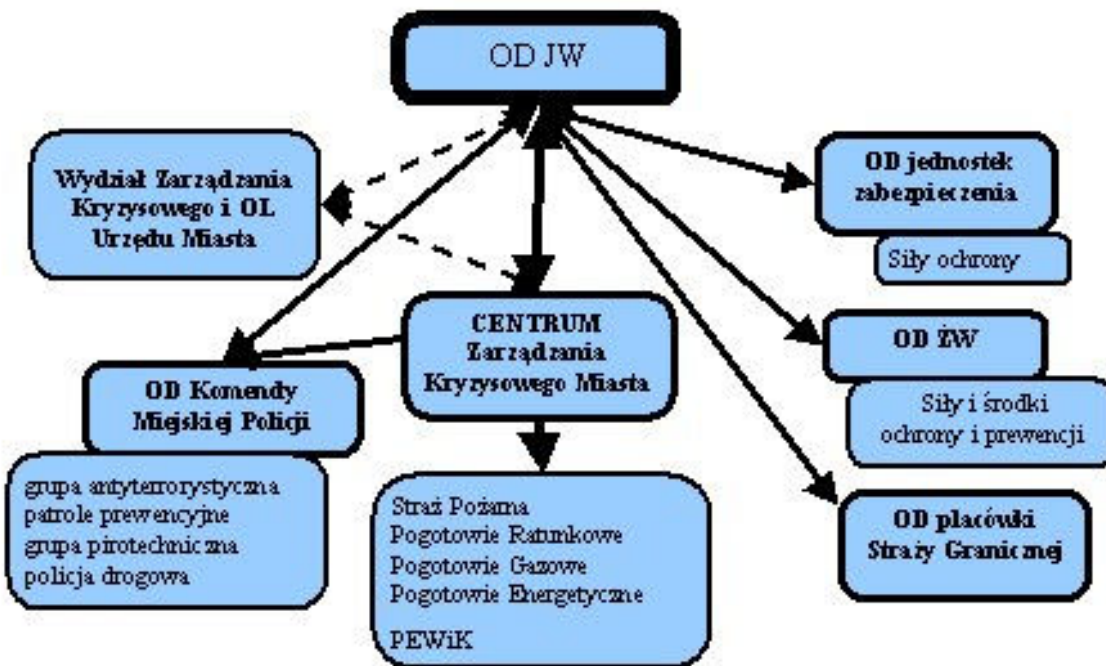 OD JW
Wydział Zarządzania
Kryzysowego i OL
Urzędu Miasta
OD jednostek
zabezpieczenia
Siły ochrony
CENTRUM
Zarządzania
Kryzysowego Miasta
OD ŻW
Siły i środki
ochrony i prewencji
OD Komendy
Miejskiej Policji
grupa antyterrorystyczna
patrole prewencyjne
grupa pirotechniczna
policja drogowa
Straż Pożarna
Pogotowie Ratunkowe
Pogotowie Gazowe
Pogotowie Energetyczne
PEWiK
OD placówki
Straży Granicznej